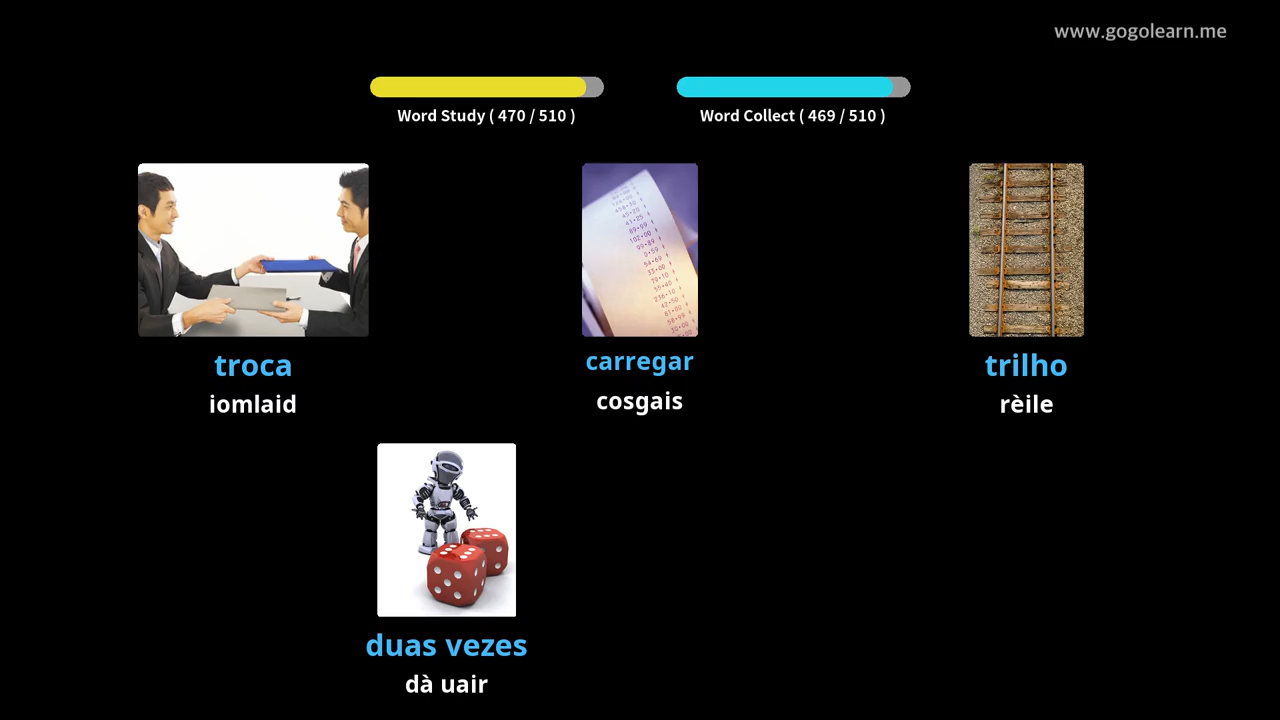 www.gogolearn.me
Word Study ( 470 / 510 )
Word Collect ( 469 / 510 )
troca
iomlaid
carregar
cosgais
trilho
rèile
duas vezes
dà uair